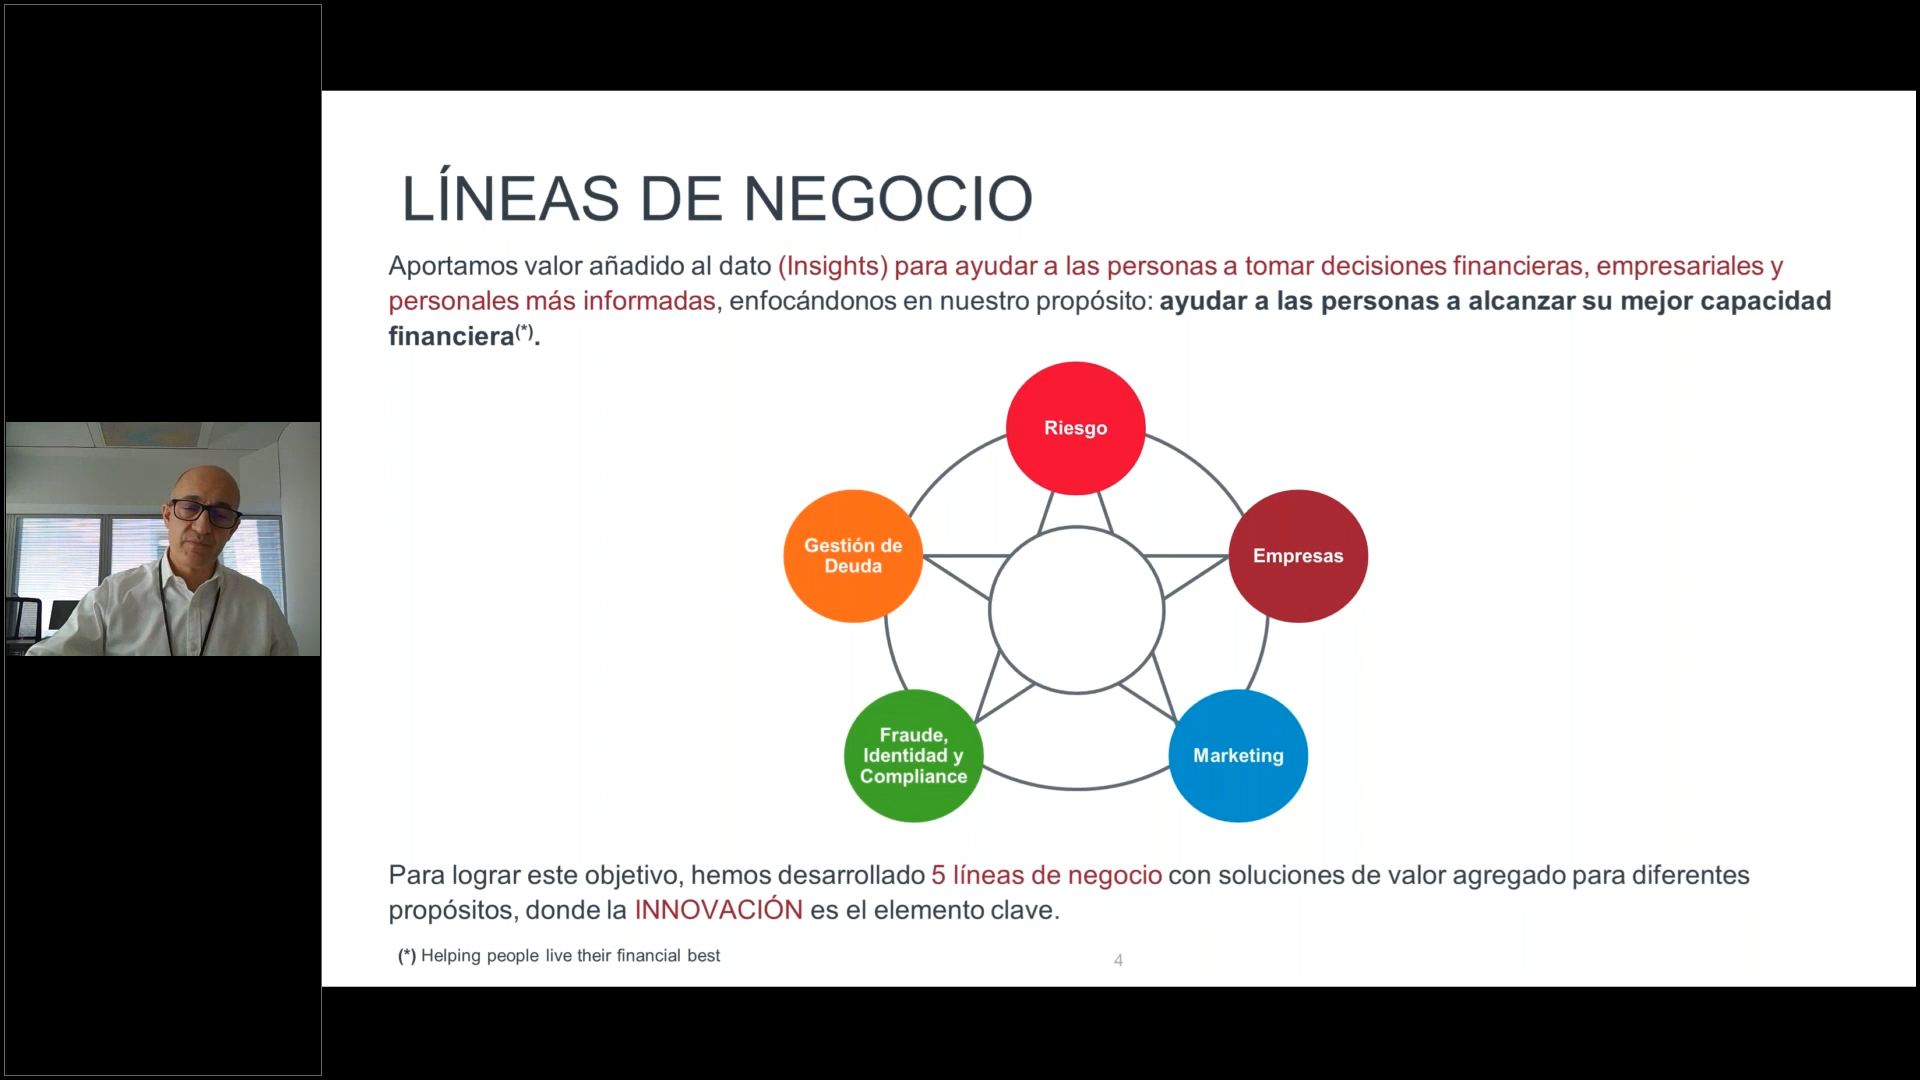 LÍNEAS DE NEGOCIO
Aportamos valor añadido al dato (Insights) para ayudar a las personas a tomar decisiones financieras, empresariales y
personales más informadas, enfocándonos en nuestro propósito: ayudar a las personas a alcanzar su mejor capacidad
financiera(*).
Riesgo
Gestión de
Deuda
Empresas
Fraude,
Identidad y
Compliance
Marketing
Para lograr este objetivo, hemos desarrollado 5 líneas de negocio con soluciones de valor agregado para diferentes
propósitos, donde la INNOVACIÓN es el elemento clave.
(*) Helping people live their financial best
4